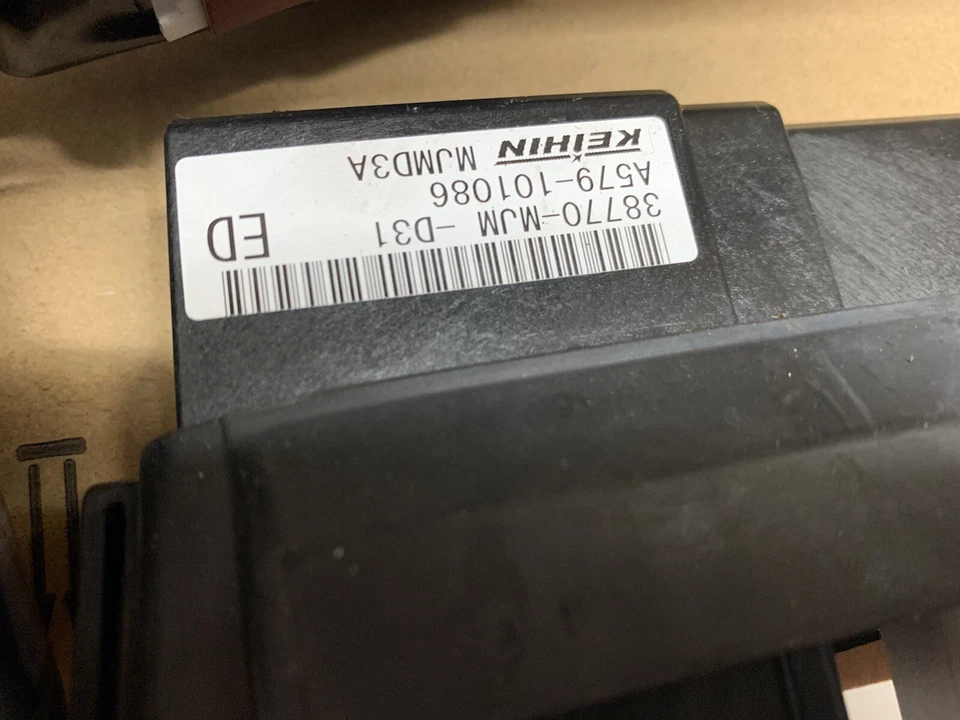 38770-MJM -D31
A579-101086
KEIHIN MJMD3A
ED